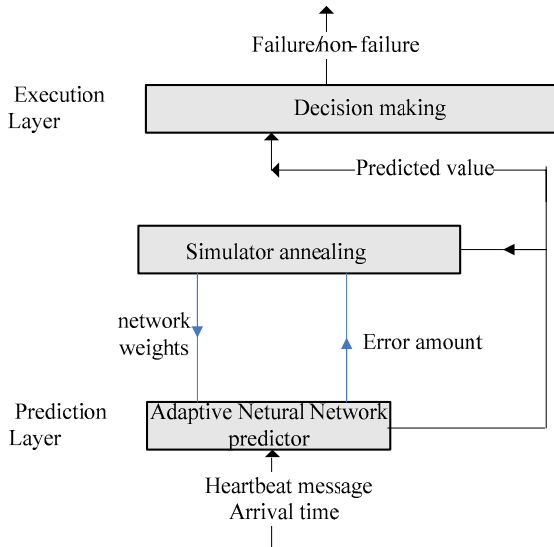 Failure/non-failure
Execution
Layer
Decision making
Predicted value
Simulator annealing
network
weights
Error amount
Prediction
Layer
Adaptive Netural Network
predictor
Heartbeat message
Arrival time